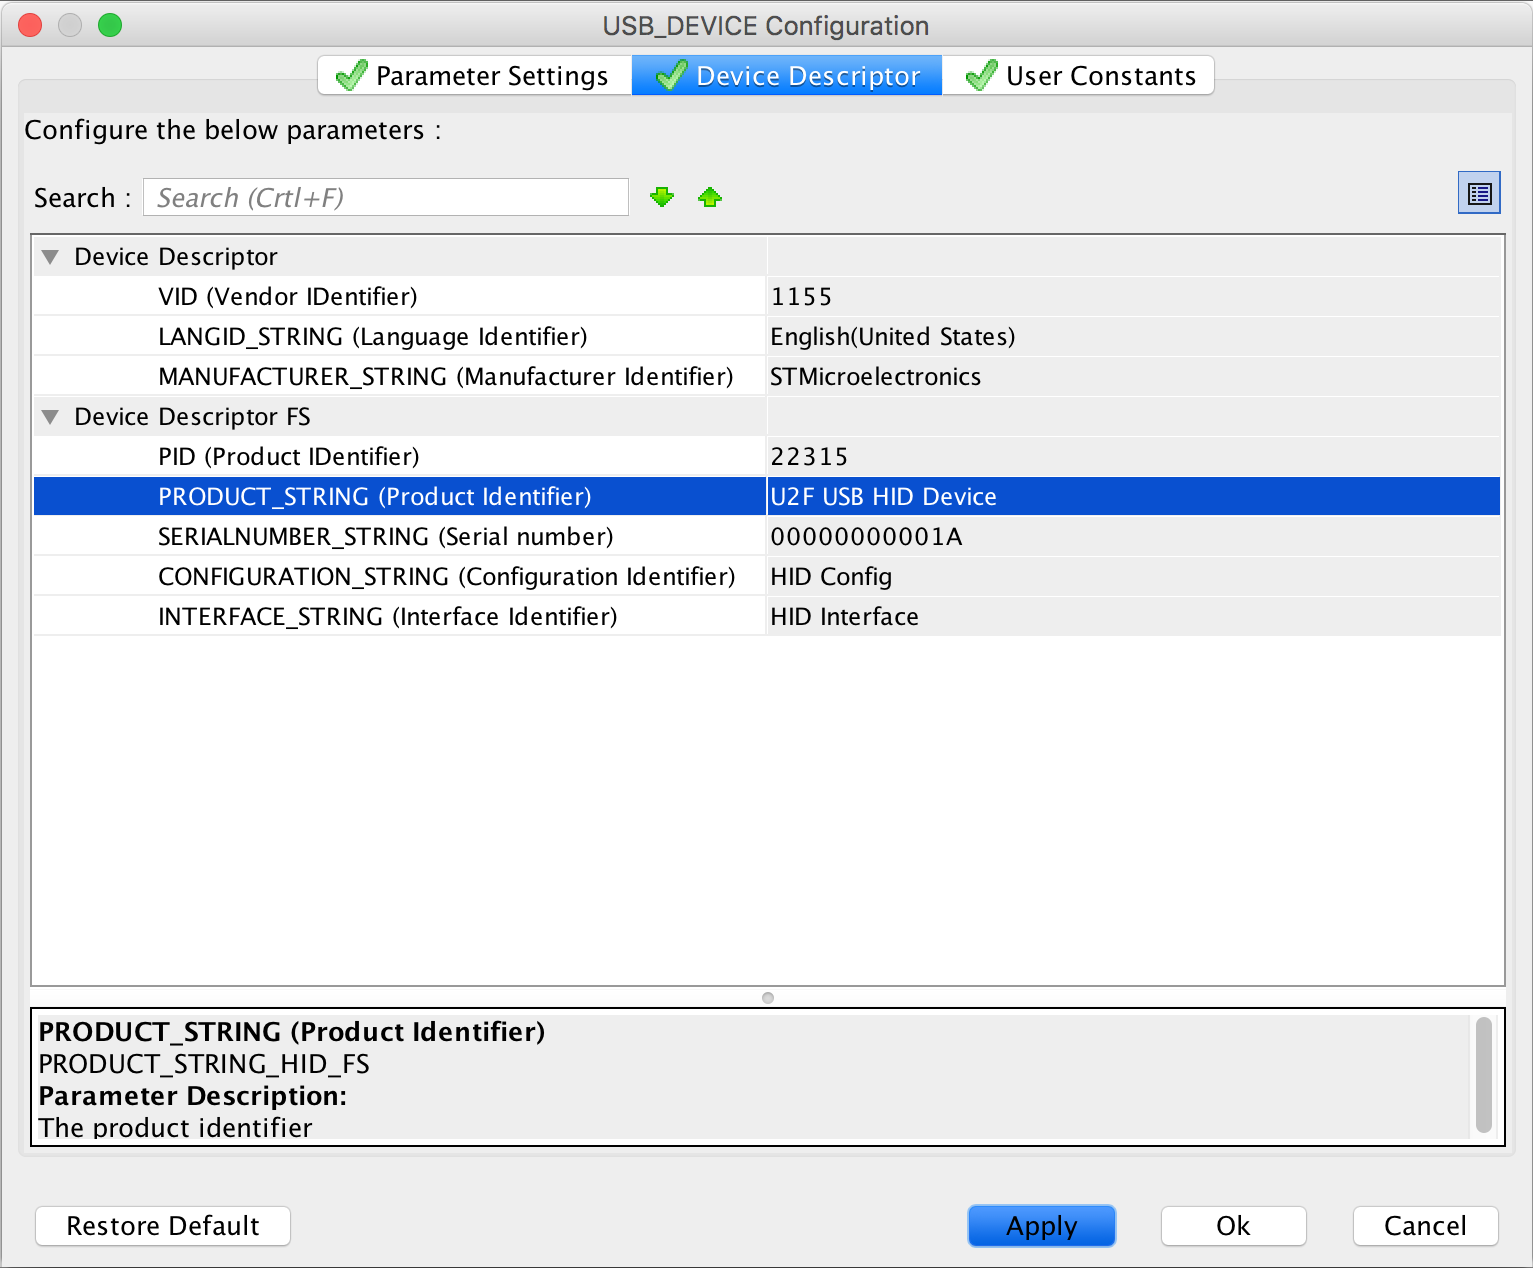 USB_DEVICE Configuration
Parameter Settings Device Descriptor User Constants
Configure the below parameters :
Search : Search (Crtl+F)
Device Descriptor
VID (Vendor IDentifier) 1155
LANGID_STRING (Language Identifier) English(United States)
MANUFACTURER_STRING (Manufacturer Identifier) STMicroelectronics
Device Descriptor FS
PID (Product IDentifier) 22315
PRODUCT_STRING (Product Identifier) U2F USB HID Device
SERIALNUMBER_STRING (Serial number) 00000000001A
CONFIGURATION_STRING (Configuration Identifier) HID Config
INTERFACE_STRING (Interface Identifier) HID Interface
PRODUCT_STRING (Product Identifier)
PRODUCT_STRING_HID_FS
Parameter Description:
The product identifier
Restore Default Apply Ok Cancel